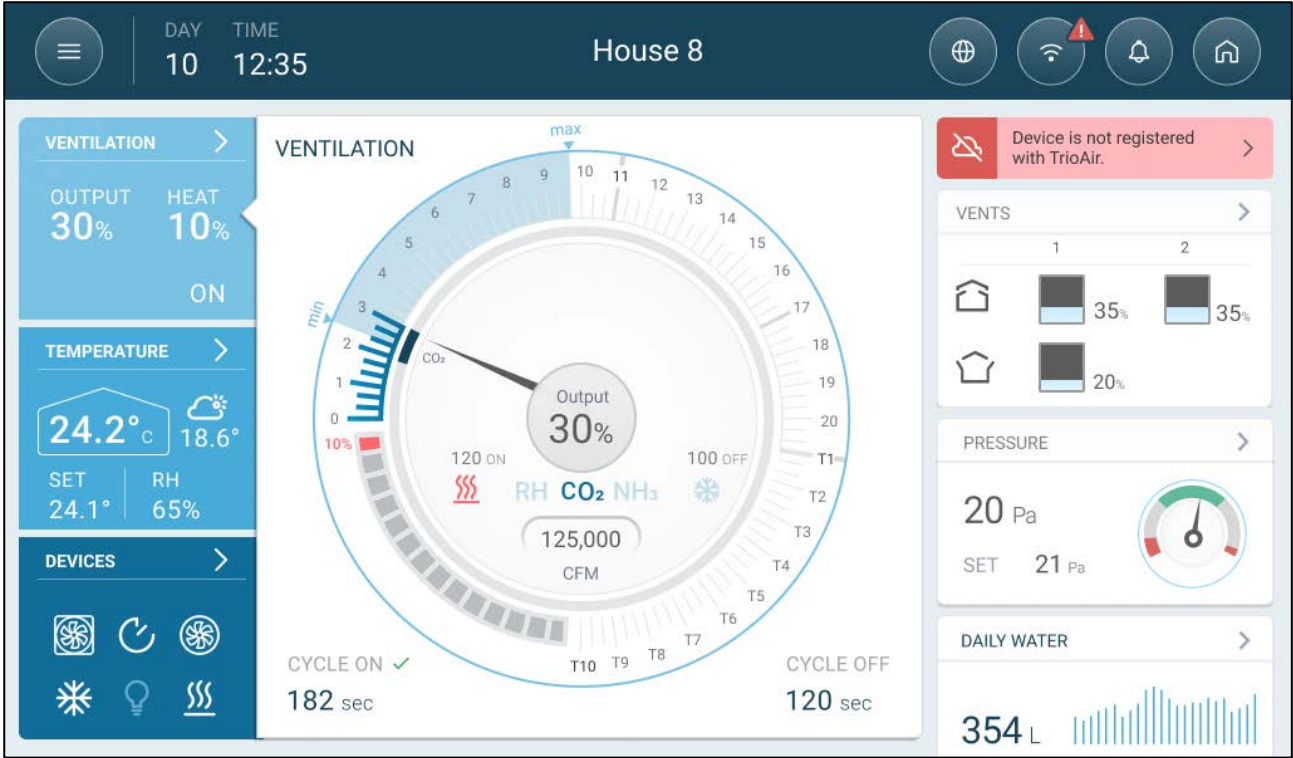 DAY TIME
10 12:35
House 8
VENTILATION
OUTPUT HEAT
30% 10%
ON
TEMPERATURE
24.2°C 18.6°
SET RH
24.1° 65%
DEVICES
VENTILATION
max
min
0
1
2
3
4
5
6
7
8
9
10
11
12
13
14
15
16
17
18
19
20
T1
T2
T3
T4
T5
T6
T7
T8
T9
T10
10%
CO₂
Output
30%
120 ON
100 OFF
RH CO₂ NH₃
125,000
CFM
CYCLE ON
182 sec
CYCLE OFF
120 sec
Device is not registered
with TrioAir.
VENTS
1 2
35% 35%
20%
PRESSURE
20 Pa
SET 21 Pa
DAILY WATER
354 L